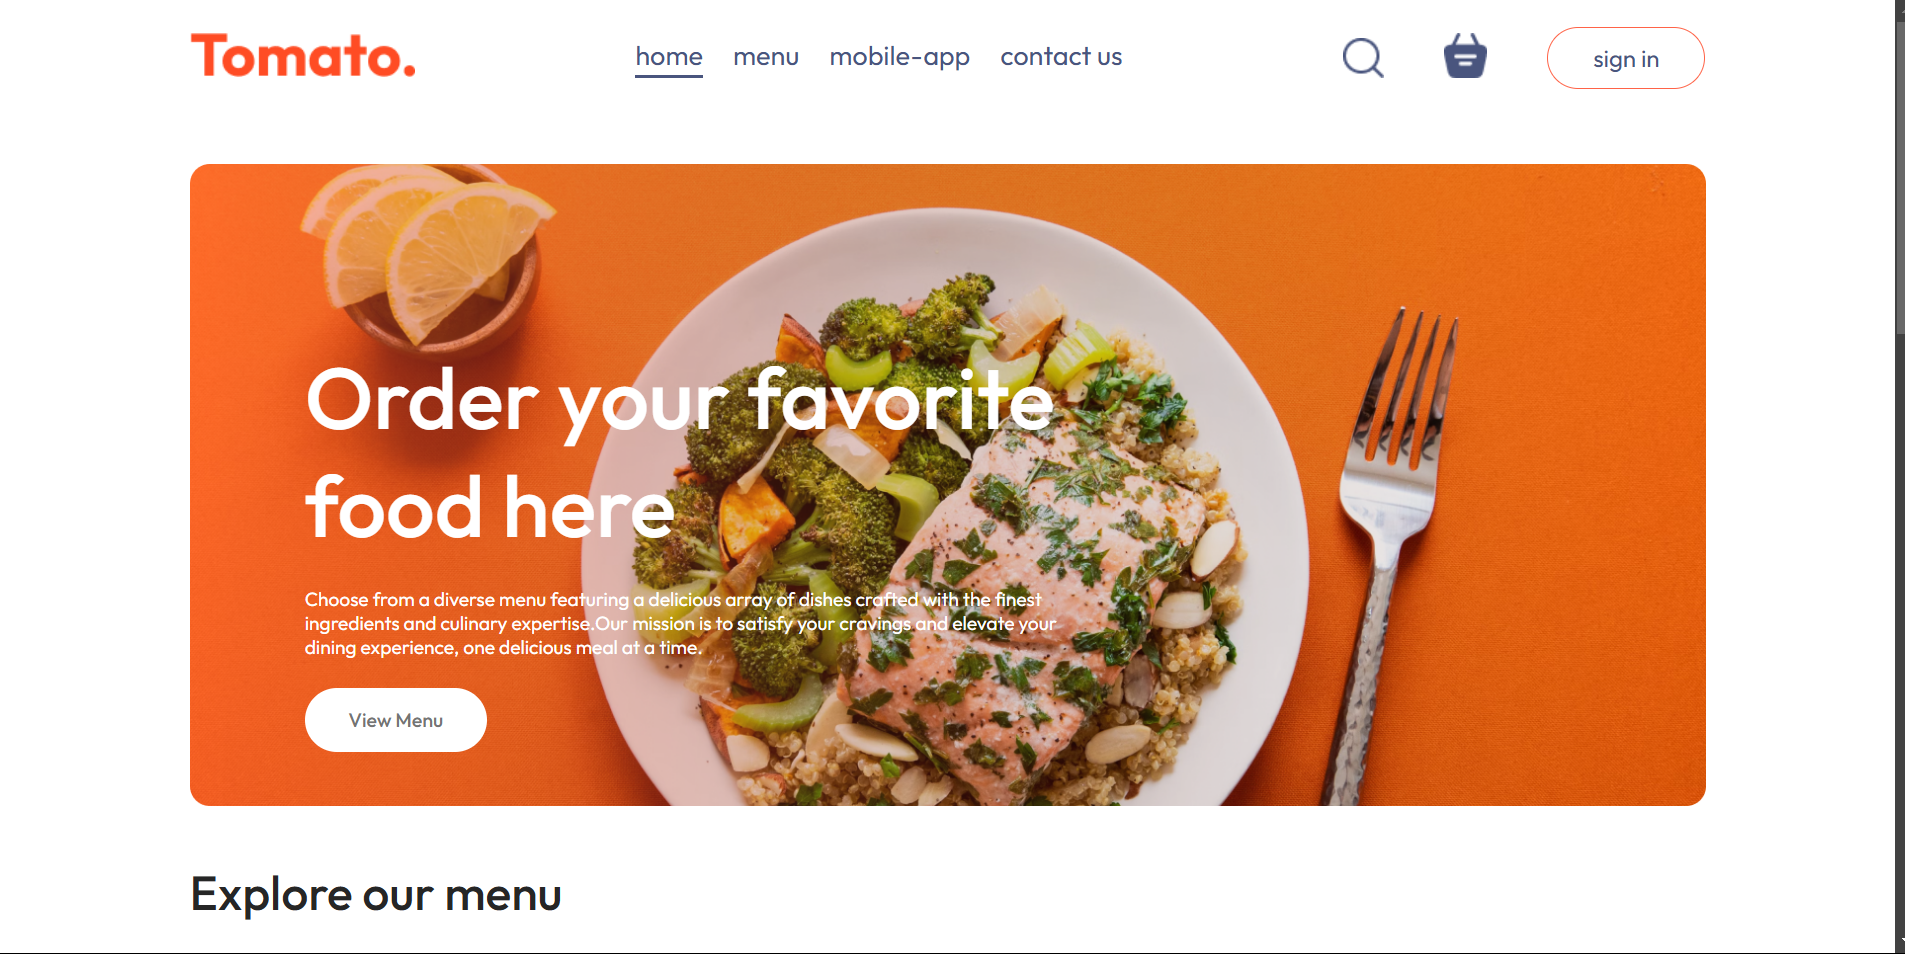 Tomato.
home menu mobile-app contact us
sign in
Order your favorite
food here
Choose from a diverse menu featuring a delicious array of dishes crafted with the finest
ingredients and culinary expertise.Our mission is to satisfy your cravings and elevate your
dining experience, one delicious meal at a time.
View Menu
Explore our menu